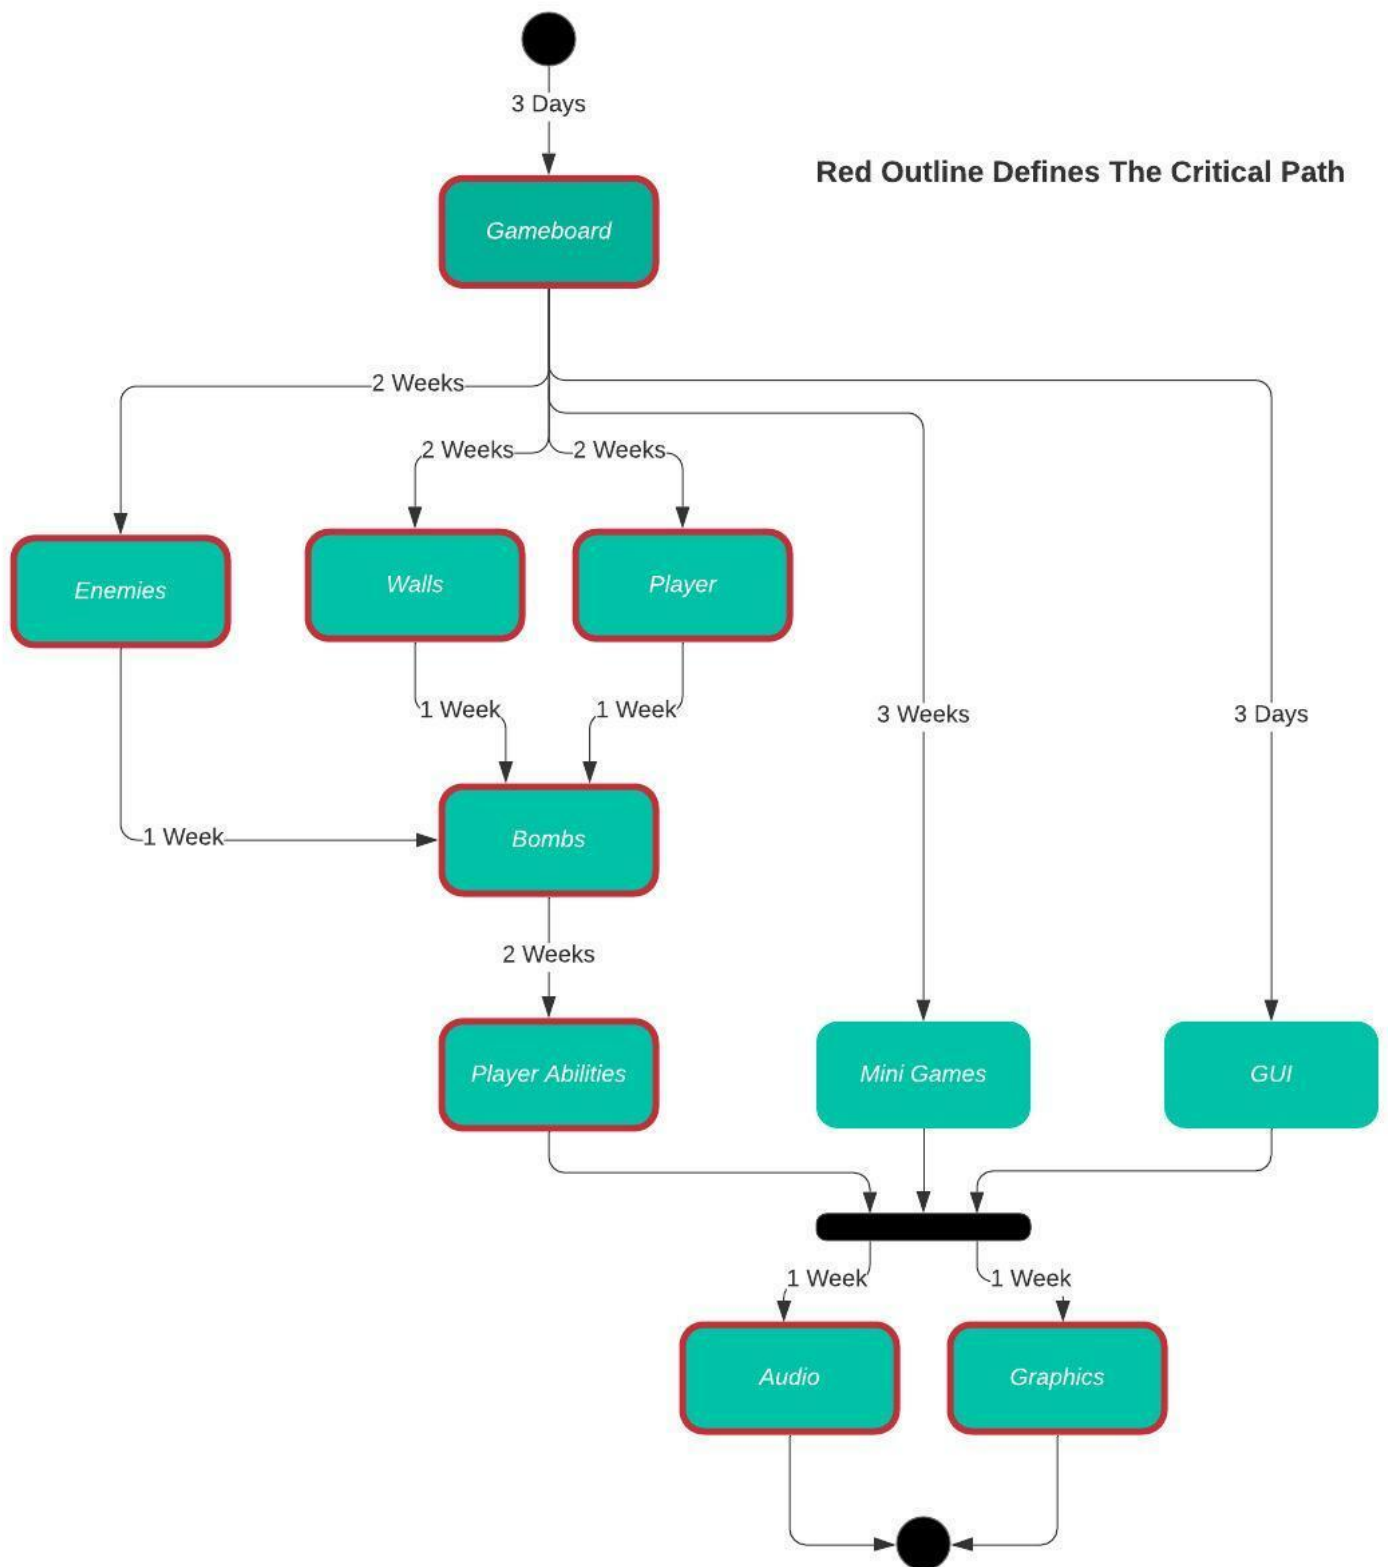 3 Days
Red Outline Defines The Critical Path
Gameboard
2 Weeks
2 Weeks
2 Weeks
Enemies
Walls
Player
1 Week
1 Week
3 Weeks
3 Days
1 Week
Bombs
2 Weeks
Player Abilities
Mini Games
GUI
1 Week
1 Week
Audio
Graphics